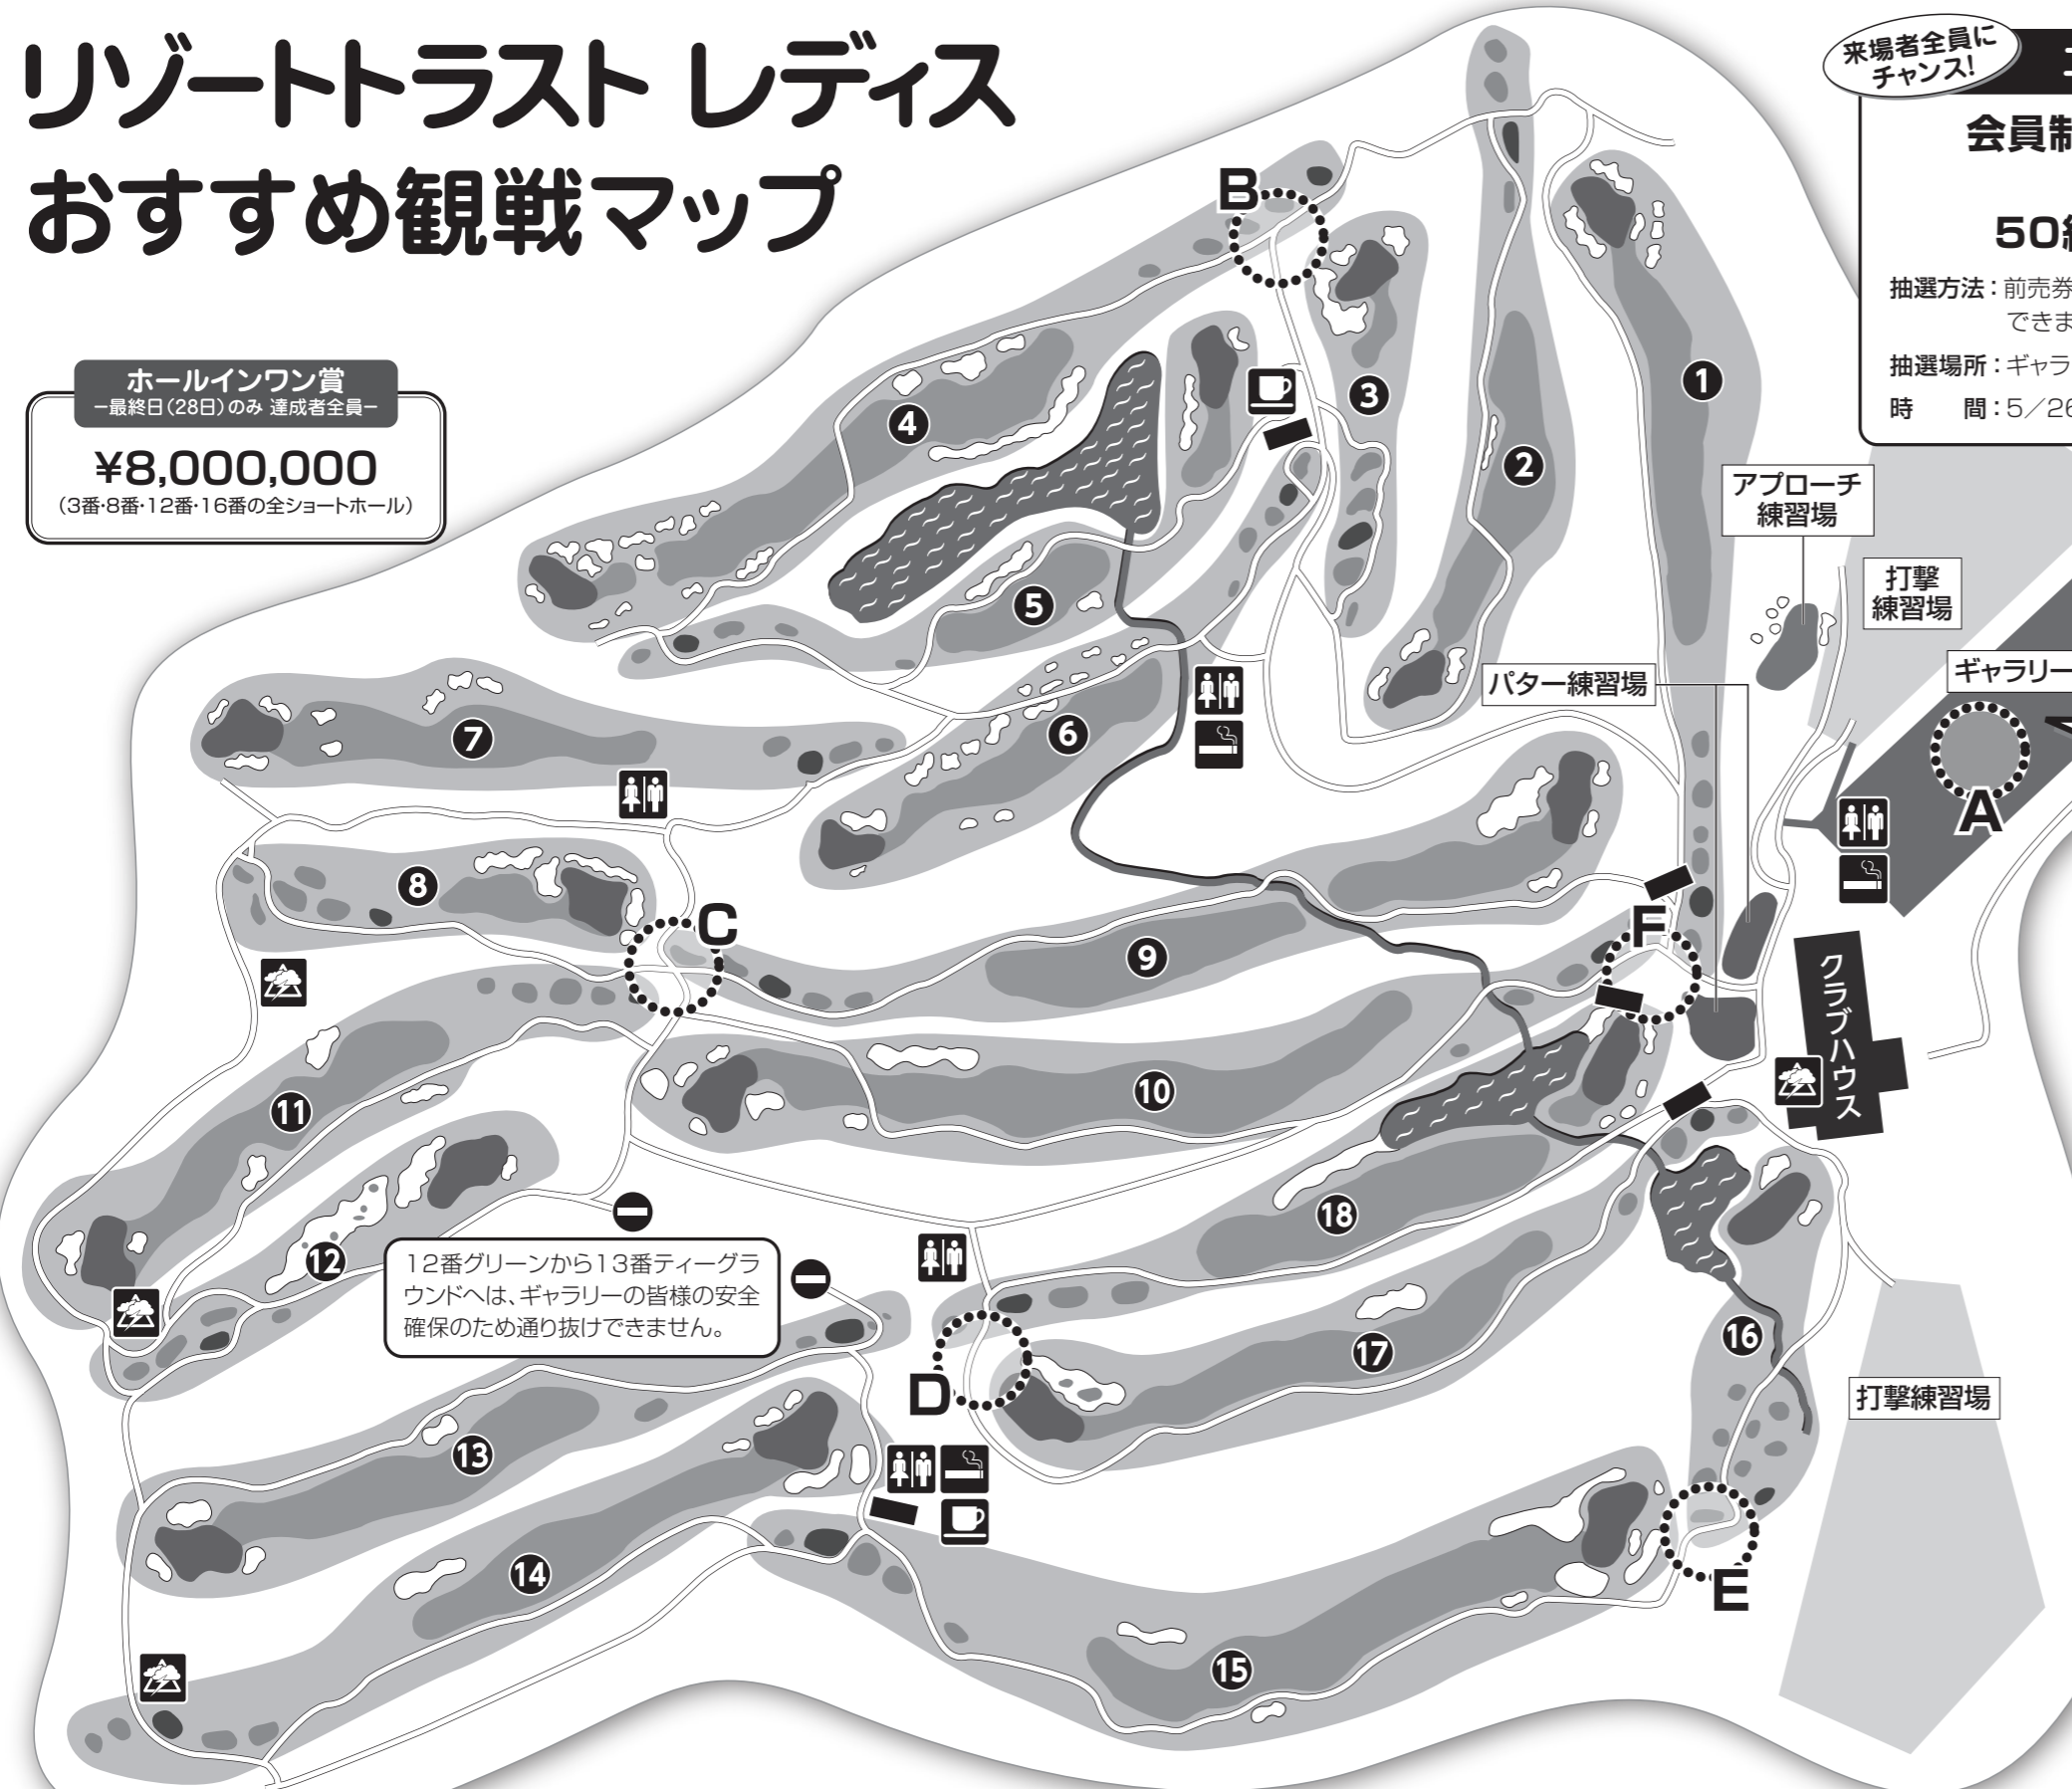 リゾートトラスト レディス
おすすめ観戦マップ
ホールインワン賞
−最終日(28日)のみ 達成者全員−
¥8,000,000
(3番・8番・12番・16番の全ショートホール)
来場者全員に
チャンス!
会員制
50
抽選方法：前売券
できま
抽選場所：ギャラ
時　間：5／26
アプローチ
練習場
打撃
練習場
ギャラリー
パター練習場
クラブハウス
打撃練習場
12番グリーンから13番ティーグラ
ウンドへは、ギャラリーの皆様の安全
確保のため通り抜けできません。
A
B
C
D
E
F
1
2
3
4
5
6
7
8
9
10
11
12
13
14
15
16
17
18